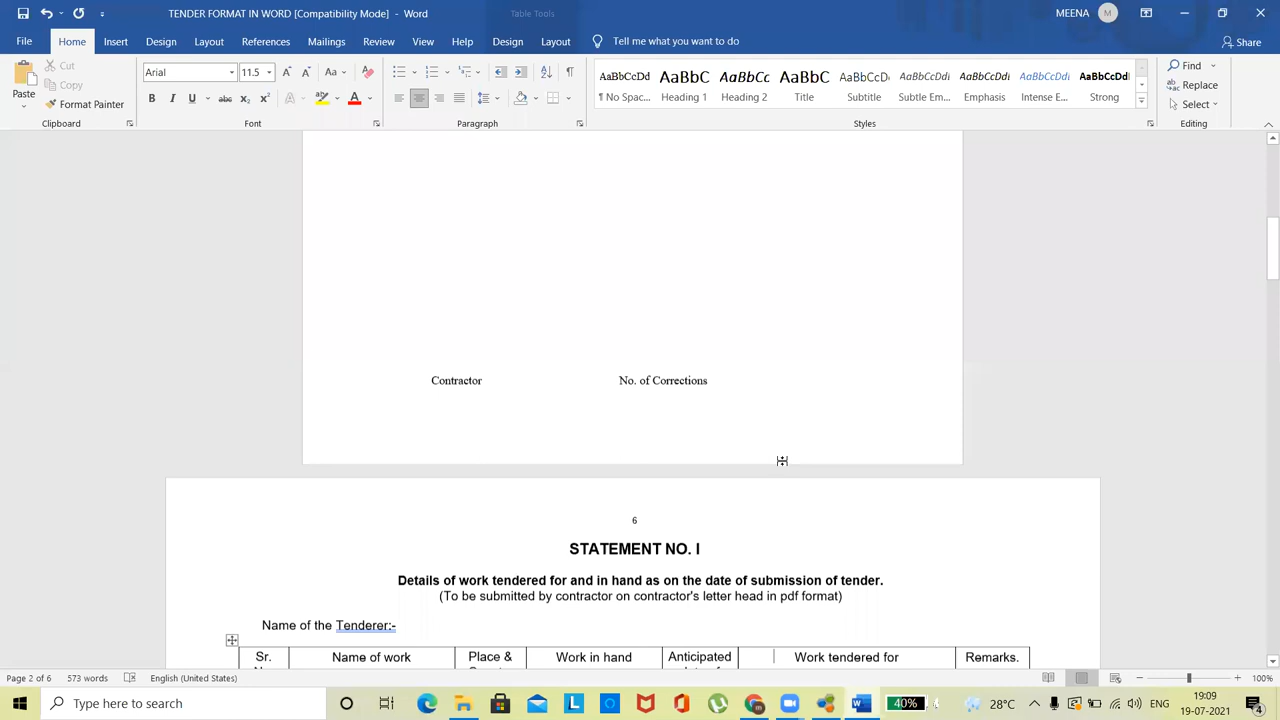 TENDER FORMAT IN WORD [Compatibility Mode] - Word
Table Tools
MEENA M
File Home Insert Design Layout References Mailings Review View Help Design Layout Tell me what you want to do Share
Paste
Cut
Copy
Format Painter
Arial 11.5
Clipboard Font Paragraph Styles Editing
AaBbCcDd AaBbC AaBbCc AaBbC AaBbCcD AaBbCcDd AaBbCcDd AaBbCcDd AaBbCcDd
¶ No Spac... Heading 1 Heading 2 Title Subtitle Subtle Em... Emphasis Intense E... Strong
Find
Replace
Select
Contractor No. of Corrections
6
STATEMENT NO. I
Details of work tendered for and in hand as on the date of submission of tender.
(To be submitted by contractor on contractor's letter head in pdf format)
Name of the Tenderer:-
Sr. Name of work Place & Work in hand Anticipated Work tendered for Remarks.
Page 2 of 6 573 words English (United States) 100%
Type here to search
40% 28°C ENG 19:09
19-07-2021
4